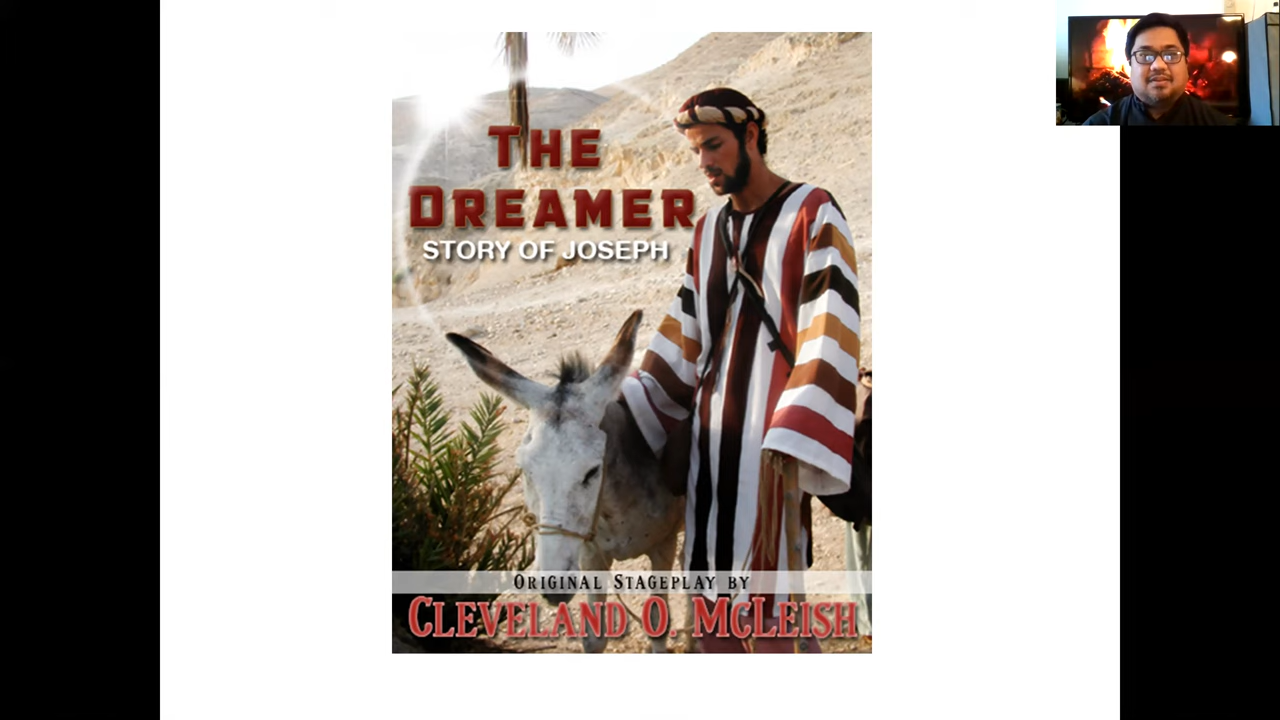 THE
DREAMER
STORY OF JOSEPH
ORIGINAL STAGEPLAY BY
CLEVELAND O. MCLEISH